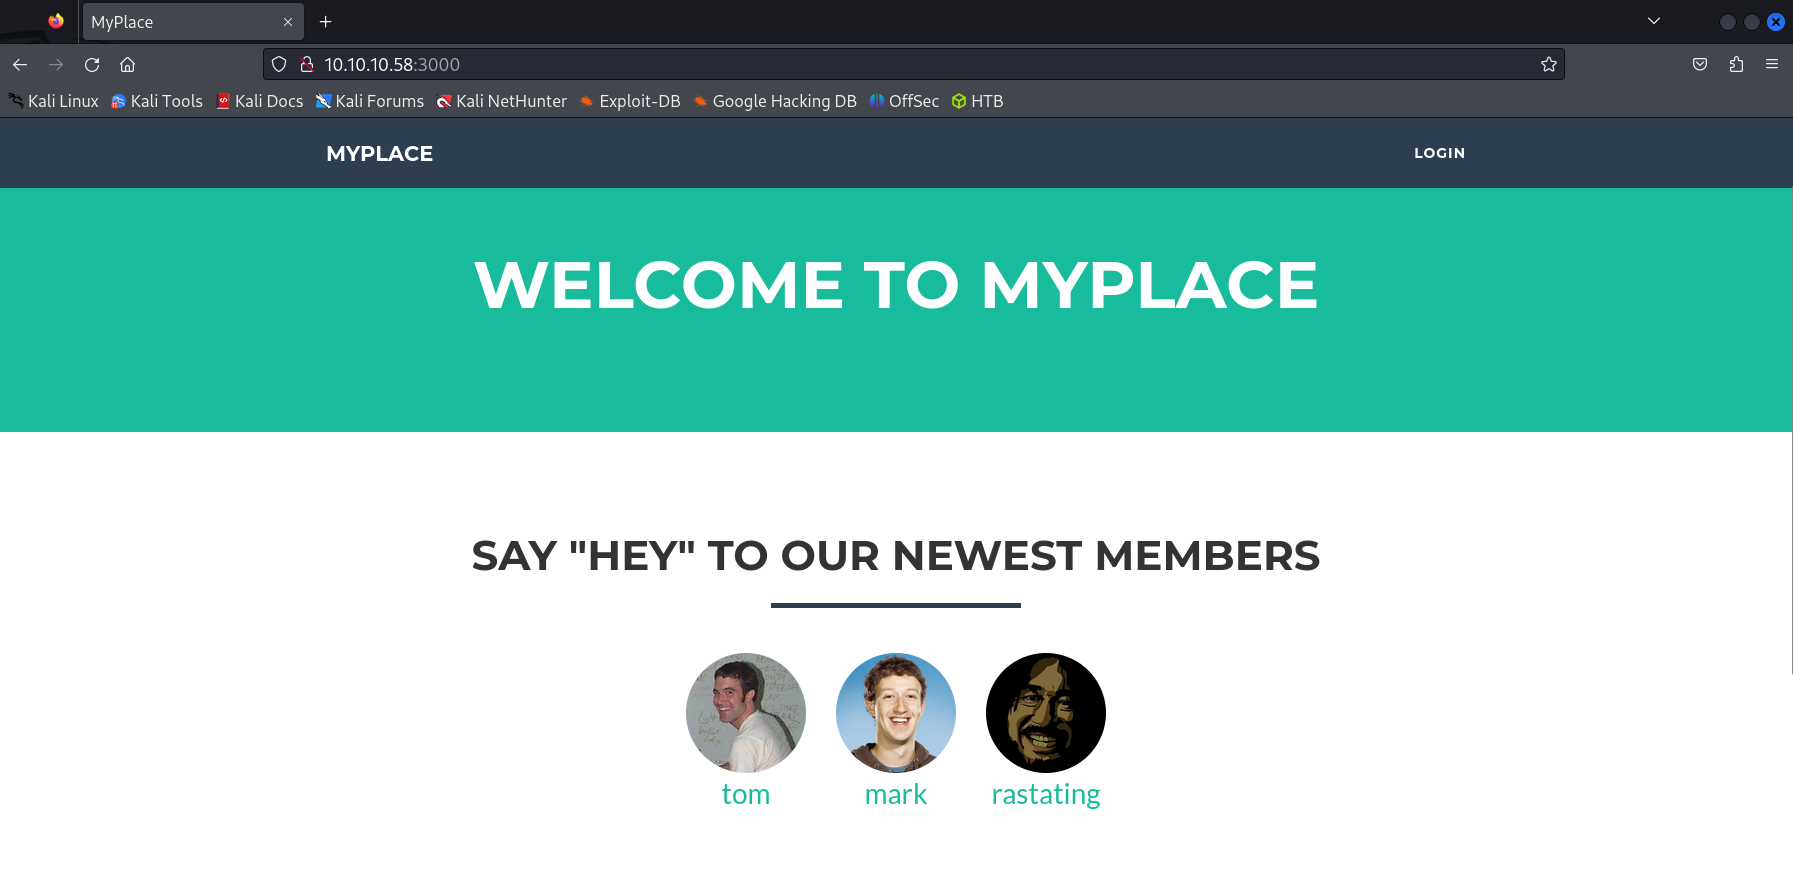 MyPlace
10.10.10.58:3000
Kali Linux Kali Tools Kali Docs Kali Forums Kali NetHunter Exploit-DB Google Hacking DB OffSec HTB
MYPLACE LOGIN
WELCOME TO MYPLACE
SAY "HEY" TO OUR NEWEST MEMBERS
tom mark rastating